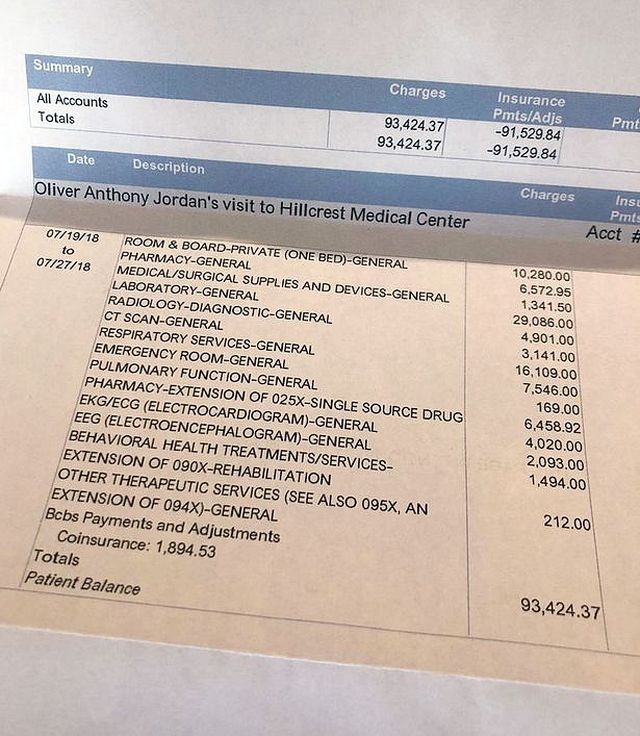 Summary
Charges Insurance Pmts/Adjs Pmt
All Accounts 93,424.37 -91,529.84
Totals 93,424.37 -91,529.84
Date Description Charges
Oliver Anthony Jordan's visit to Hillcrest Medical Center Acct #
07/19/18 ROOM & BOARD-PRIVATE (ONE BED)-GENERAL 10,280.00
to PHARMACY-GENERAL 6,572.95
07/27/18 MEDICAL/SURGICAL SUPPLIES AND DEVICES-GENERAL 1,341.50
LABORATORY-GENERAL 29,086.00
RADIOLOGY-DIAGNOSTIC-GENERAL 4,901.00
CT SCAN-GENERAL 3,141.00
RESPIRATORY SERVICES-GENERAL 16,109.00
EMERGENCY ROOM-GENERAL 7,546.00
PULMONARY FUNCTION-GENERAL 169.00
PHARMACY-EXTENSION OF 025X-SINGLE SOURCE DRUG 6,458.92
EKG/ECG (ELECTROCARDIOGRAM)-GENERAL 4,020.00
EEG (ELECTROENCEPHALOGRAM)-GENERAL 2,093.00
BEHAVIORAL HEALTH TREATMENTS/SERVICES- 1,494.00
EXTENSION OF 090X-REHABILITATION
OTHER THERAPEUTIC SERVICES (SEE ALSO 095X, AN 212.00
EXTENSION OF 094X)-GENERAL
Bcbs Payments and Adjustments
Coinsurance: 1,894.53
Totals 93,424.37
Patient Balance